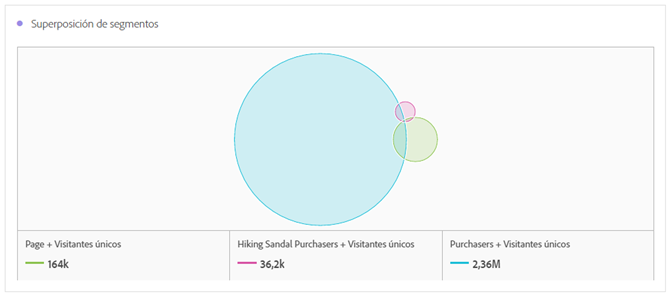 Superposición de segmentos
Page + Visitantes únicos
164k
Hiking Sandal Purchasers + Visitantes únicos
36,2k
Purchasers + Visitantes únicos
2,36M